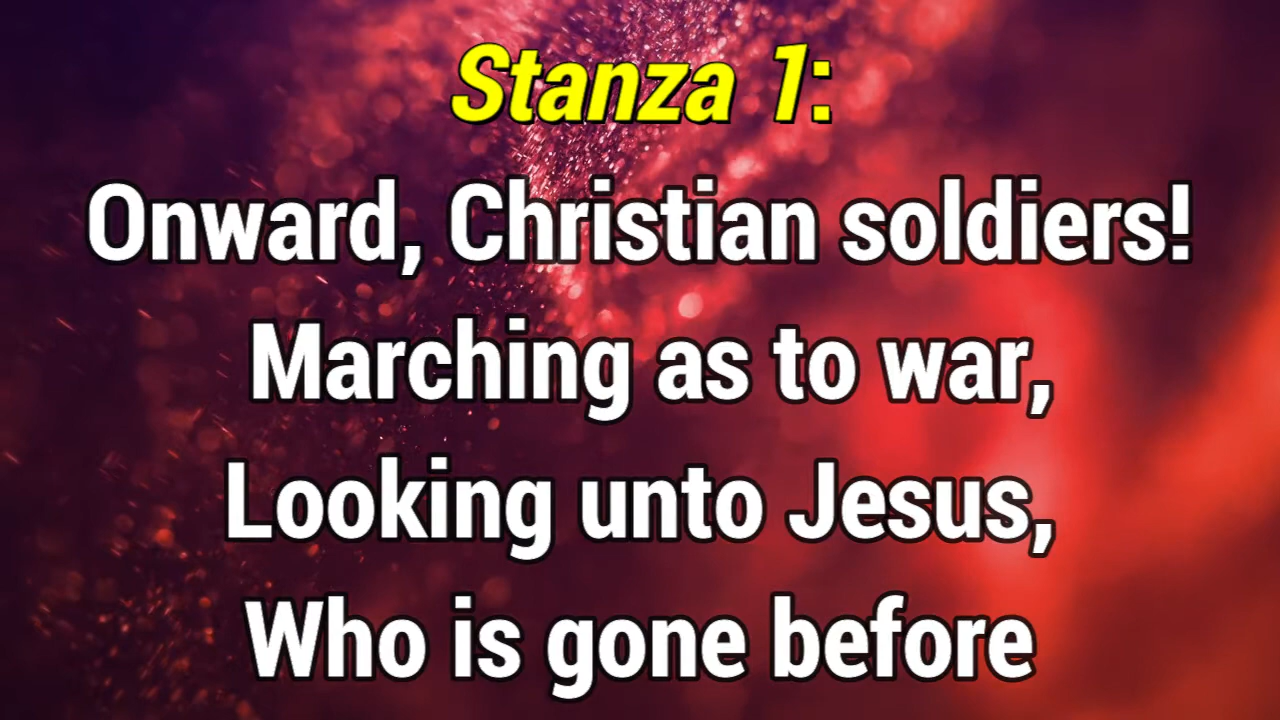 Stanza 1:
Onward, Christian soldiers!
Marching as to war,
Looking unto Jesus,
Who is gone before